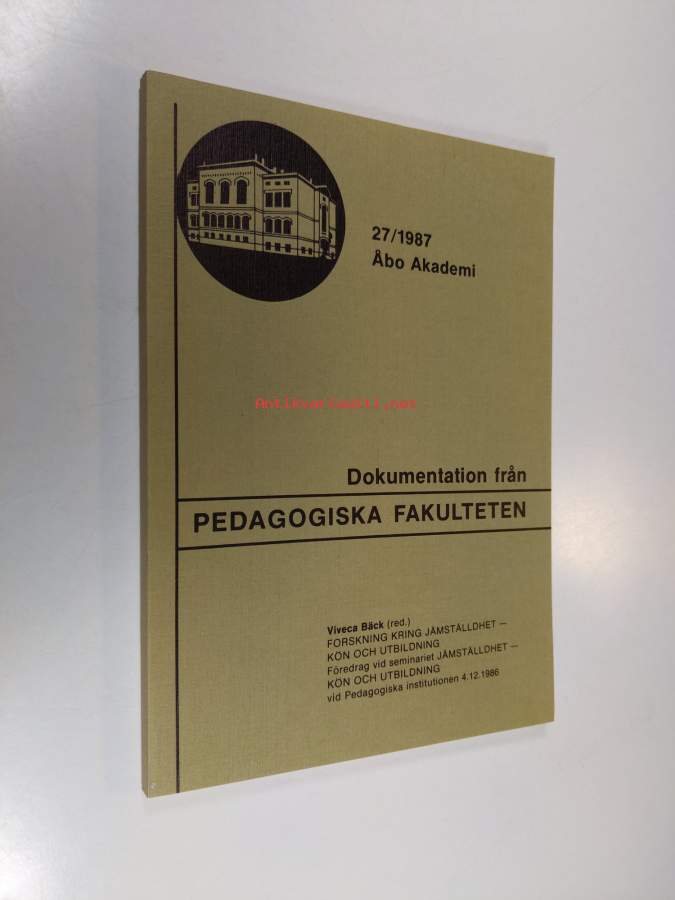 27/1987
Åbo Akademi
Antikvariaatti.net
Dokumentation från
PEDAGOGISKA FAKULTETEN
Viveca Bäck (red.)
FORSKNING KRING JÄMSTÄLLDHET —
KÖN OCH UTBILDNING
Föredrag vid seminariet JÄMSTÄLLDHET —
KÖN OCH UTBILDNING
vid Pedagogiska institutionen 4.12.1986